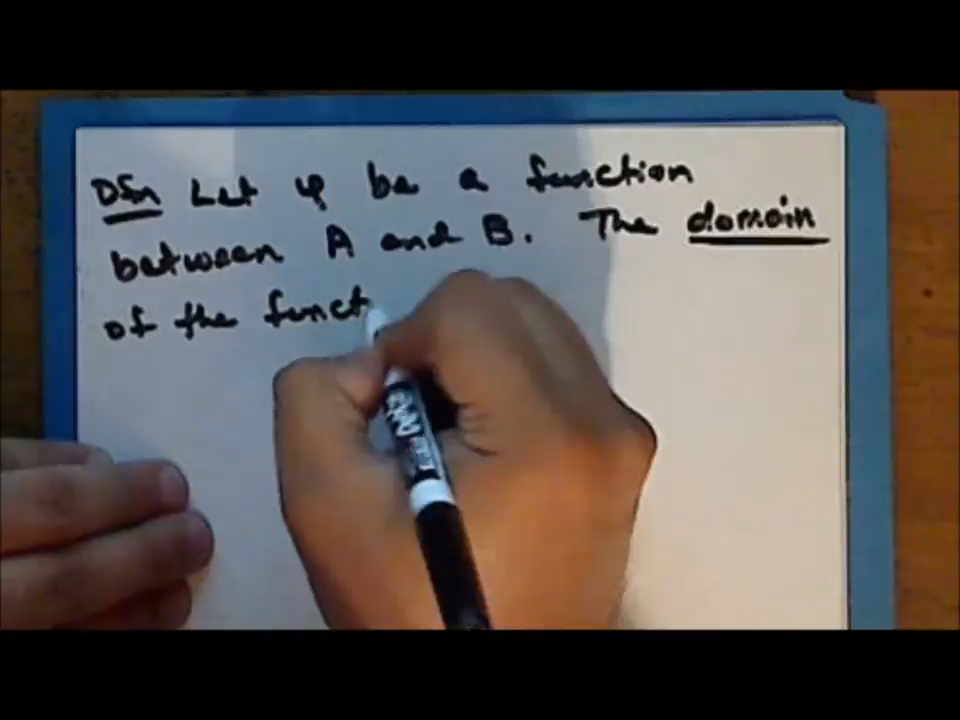 Dfn Let φ be a function
between A and B. The domain
of the funct